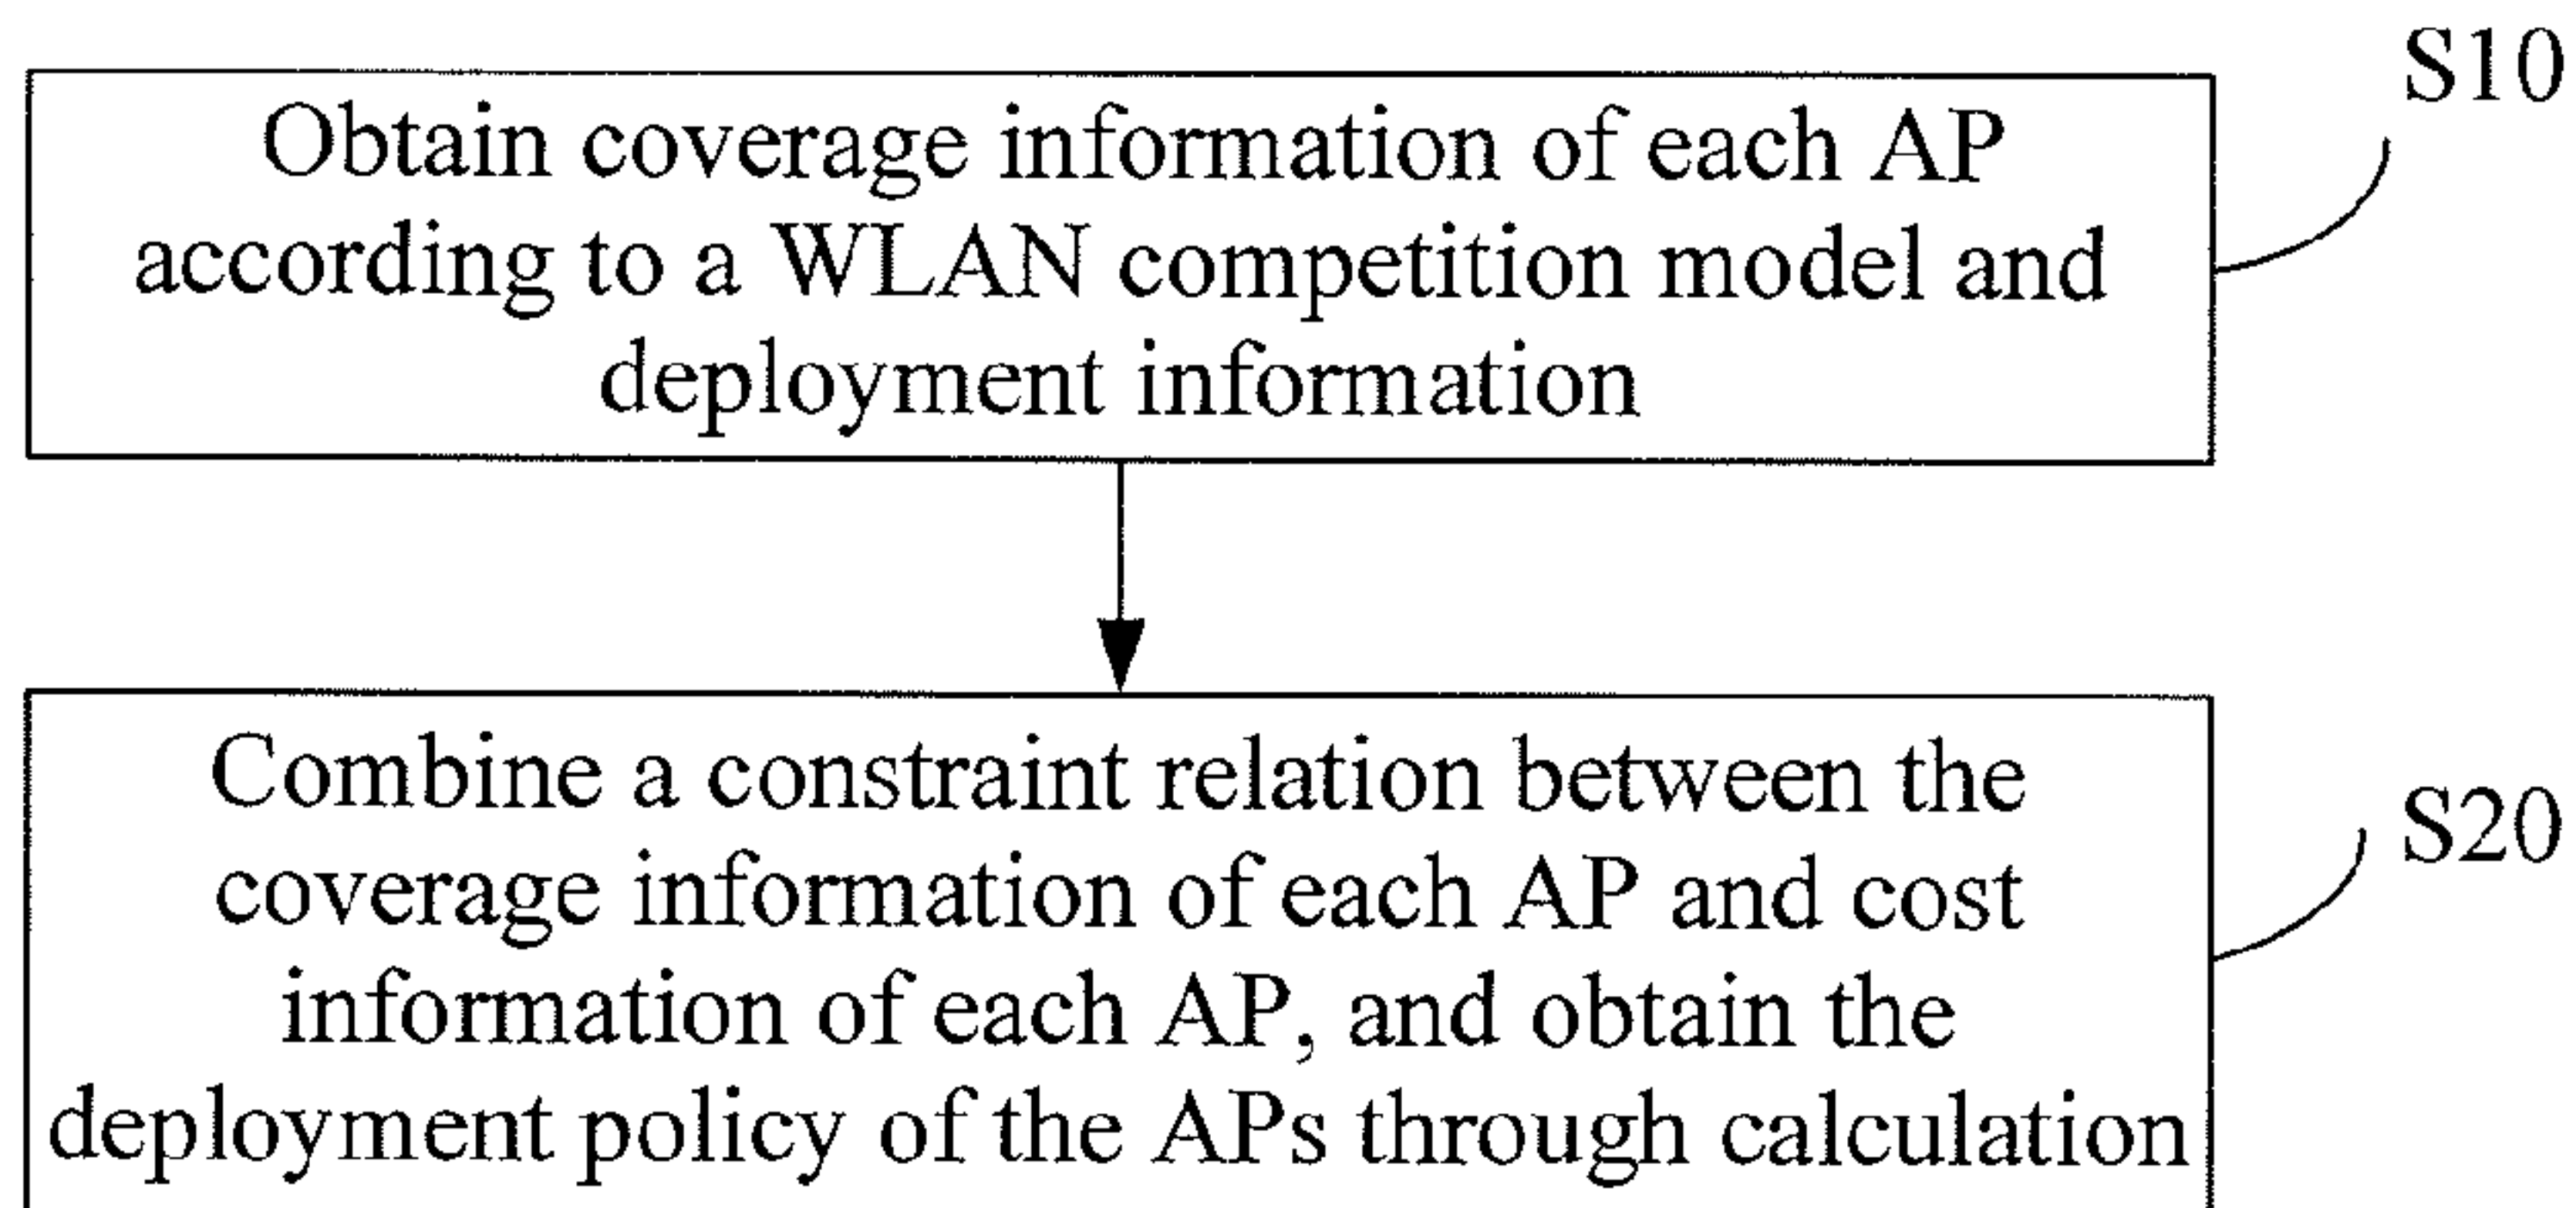 S10
Obtain coverage information of each AP
according to a WLAN competition model and
deployment information
Combine a constraint relation between the
S20
coverage information of each AP and cost
information of each AP, and obtain the
deployment policy of the APs through calculation